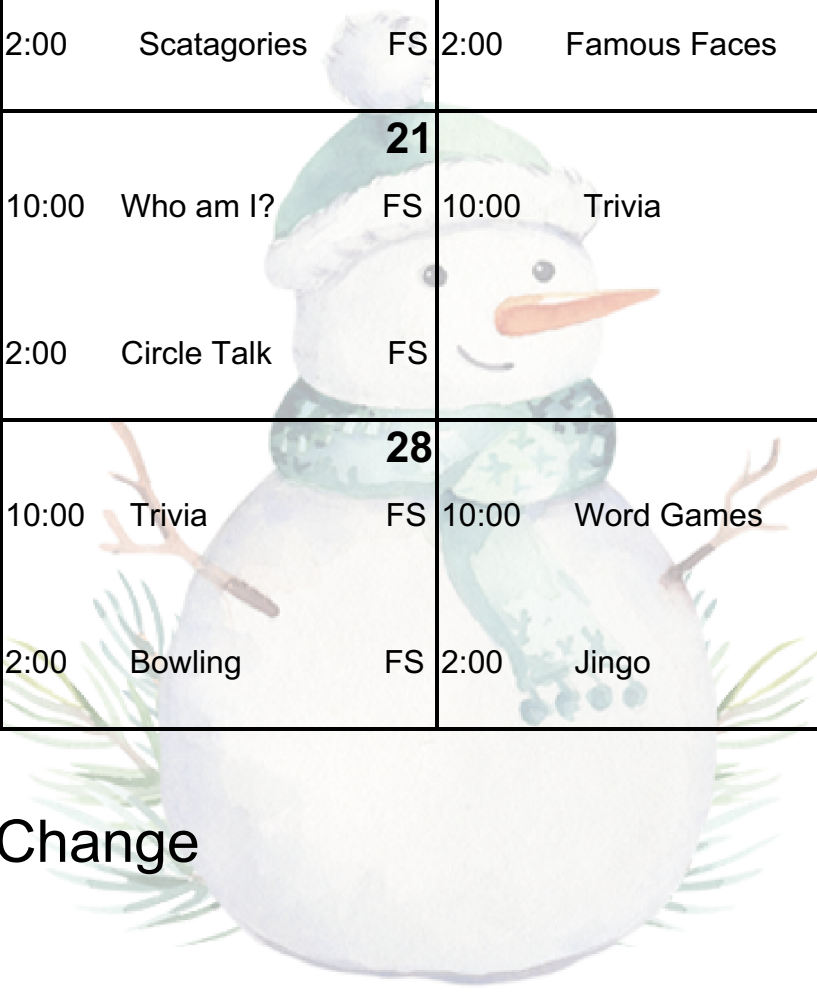 2:00 Scatagories FS 2:00 Famous Faces
21
10:00 Who am I? FS 10:00 Trivia
2:00 Circle Talk FS
28
10:00 Trivia FS 10:00 Word Games
2:00 Bowling FS 2:00 Jingo
Change